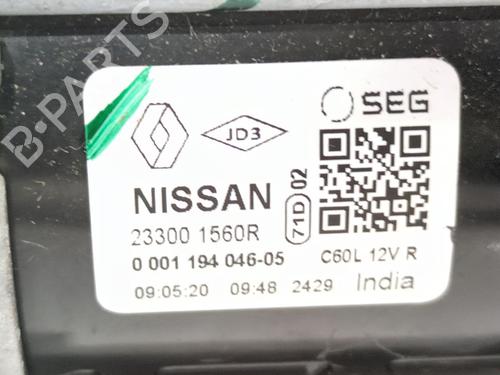 B-PARTS
JD3
SEG
NISSAN
71D 02
23300 1560R
0 001 194 046-05
C60L 12V R
09:05:20 09:48 2429 India